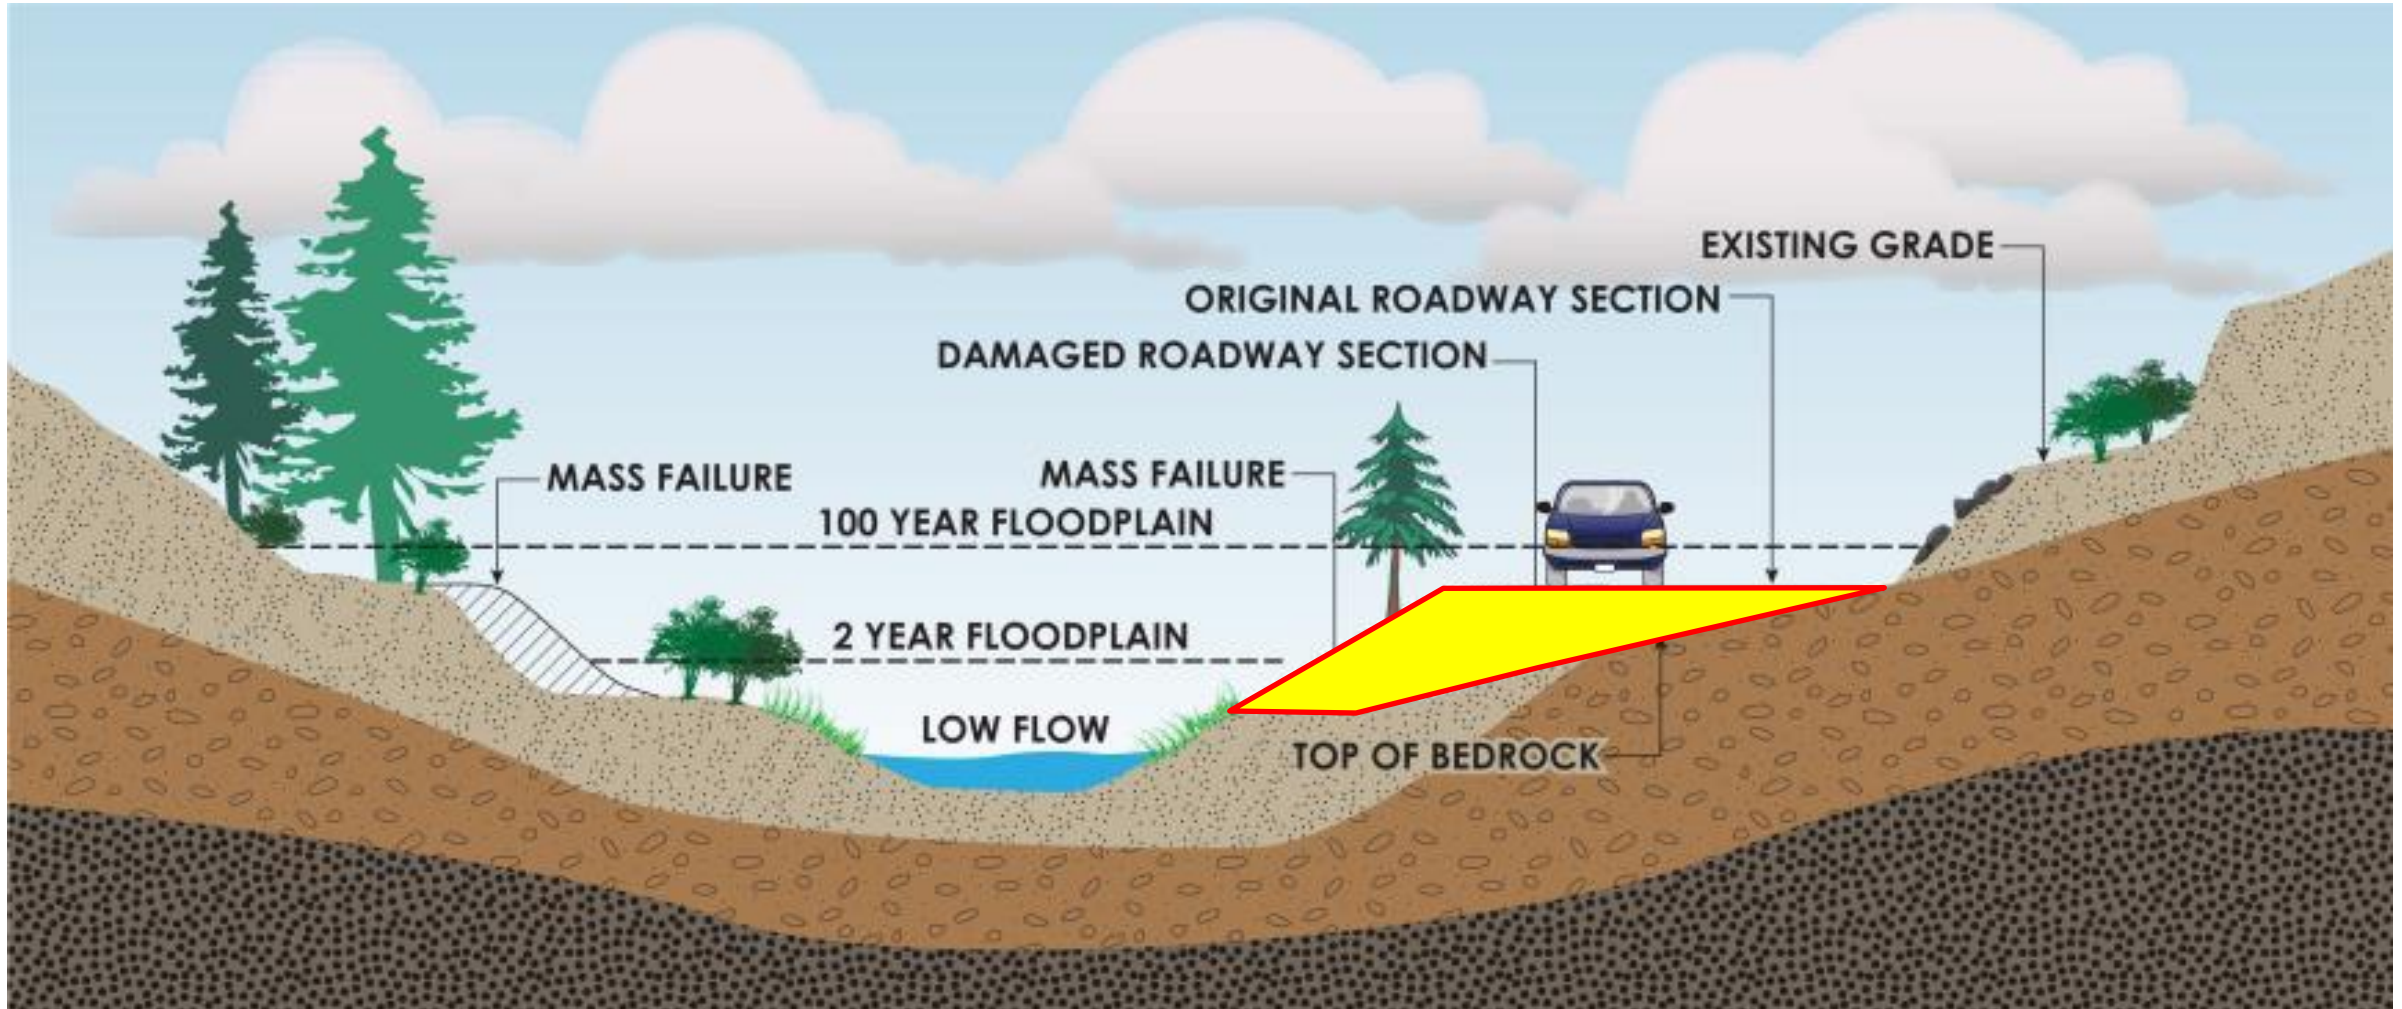 EXISTING GRADE
ORIGINAL ROADWAY SECTION
DAMAGED ROADWAY SECTION
MASS FAILURE
MASS FAILURE
100 YEAR FLOODPLAIN
2 YEAR FLOODPLAIN
LOW FLOW
TOP OF BEDROCK